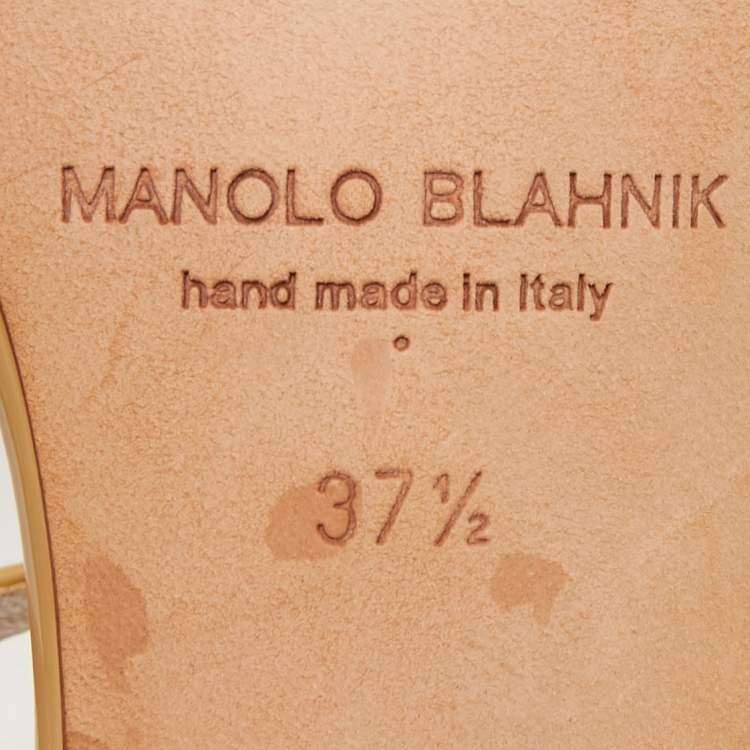 MANOLO BLAHNIK
hand made in Italy
37½